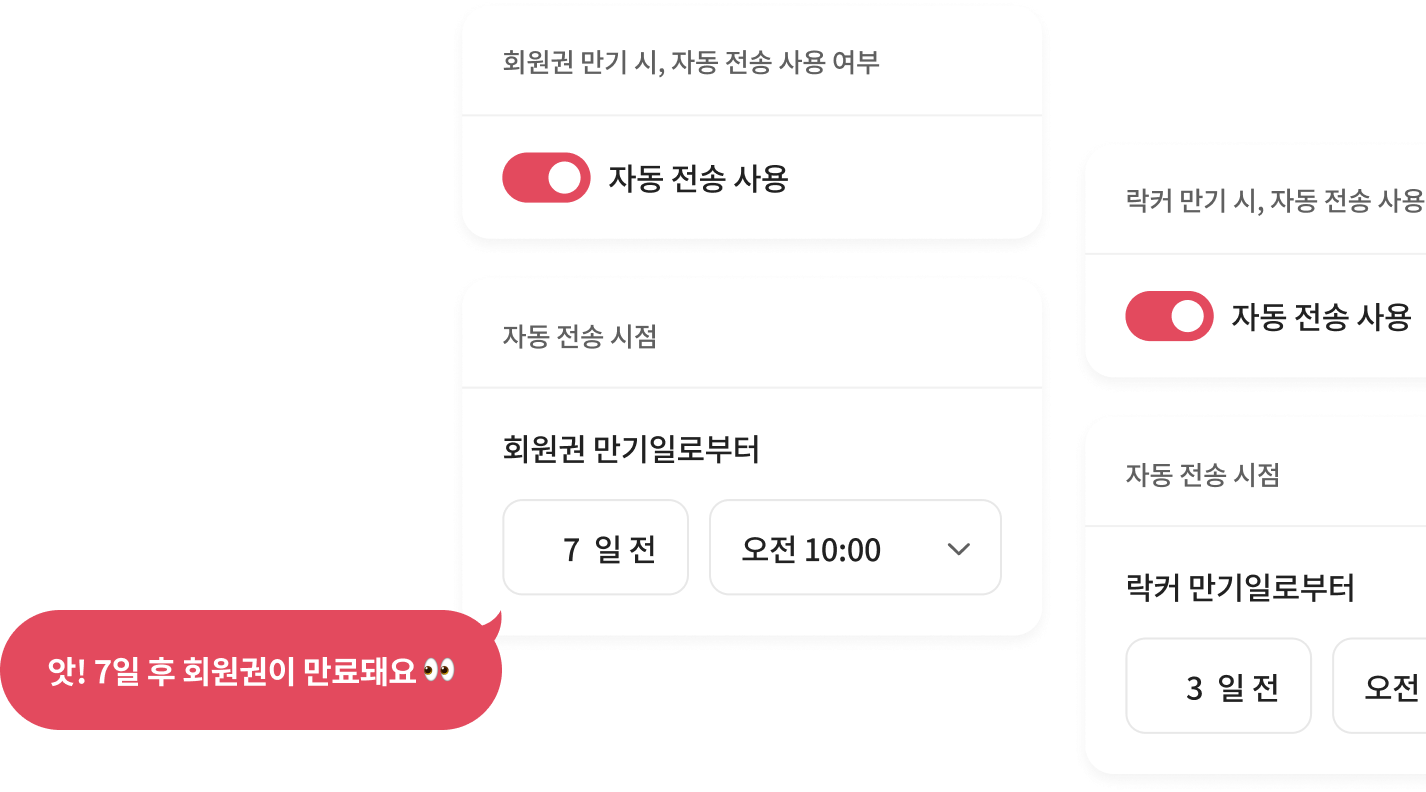 회원권 만기 시, 자동 전송 사용 여부
자동 전송 사용
자동 전송 시점
회원권 만기일로부터
7 일 전
오전 10:00
앗! 7일 후 회원권이 만료돼요 👀
락커 만기 시, 자동 전송 사용
자동 전송 사용
자동 전송 시점
락커 만기일로부터
3 일 전
오전